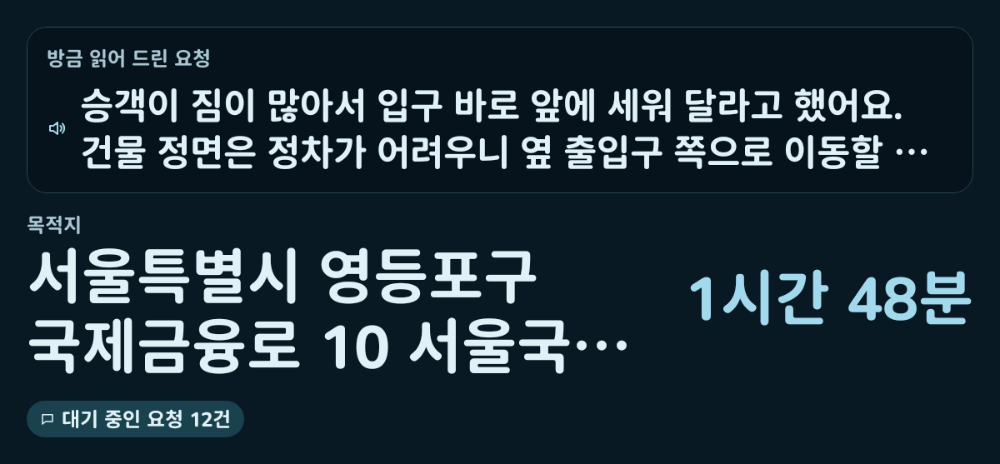 방금 읽어 드린 요청
승객이 짐이 많아서 입구 바로 앞에 세워 달라고 했어요.
건물 정면은 정차가 어려우니 옆 출입구 쪽으로 이동할 …
목적지
서울특별시 영등포구
국제금융로 10 서울국…
1시간 48분
대기 중인 요청 12건